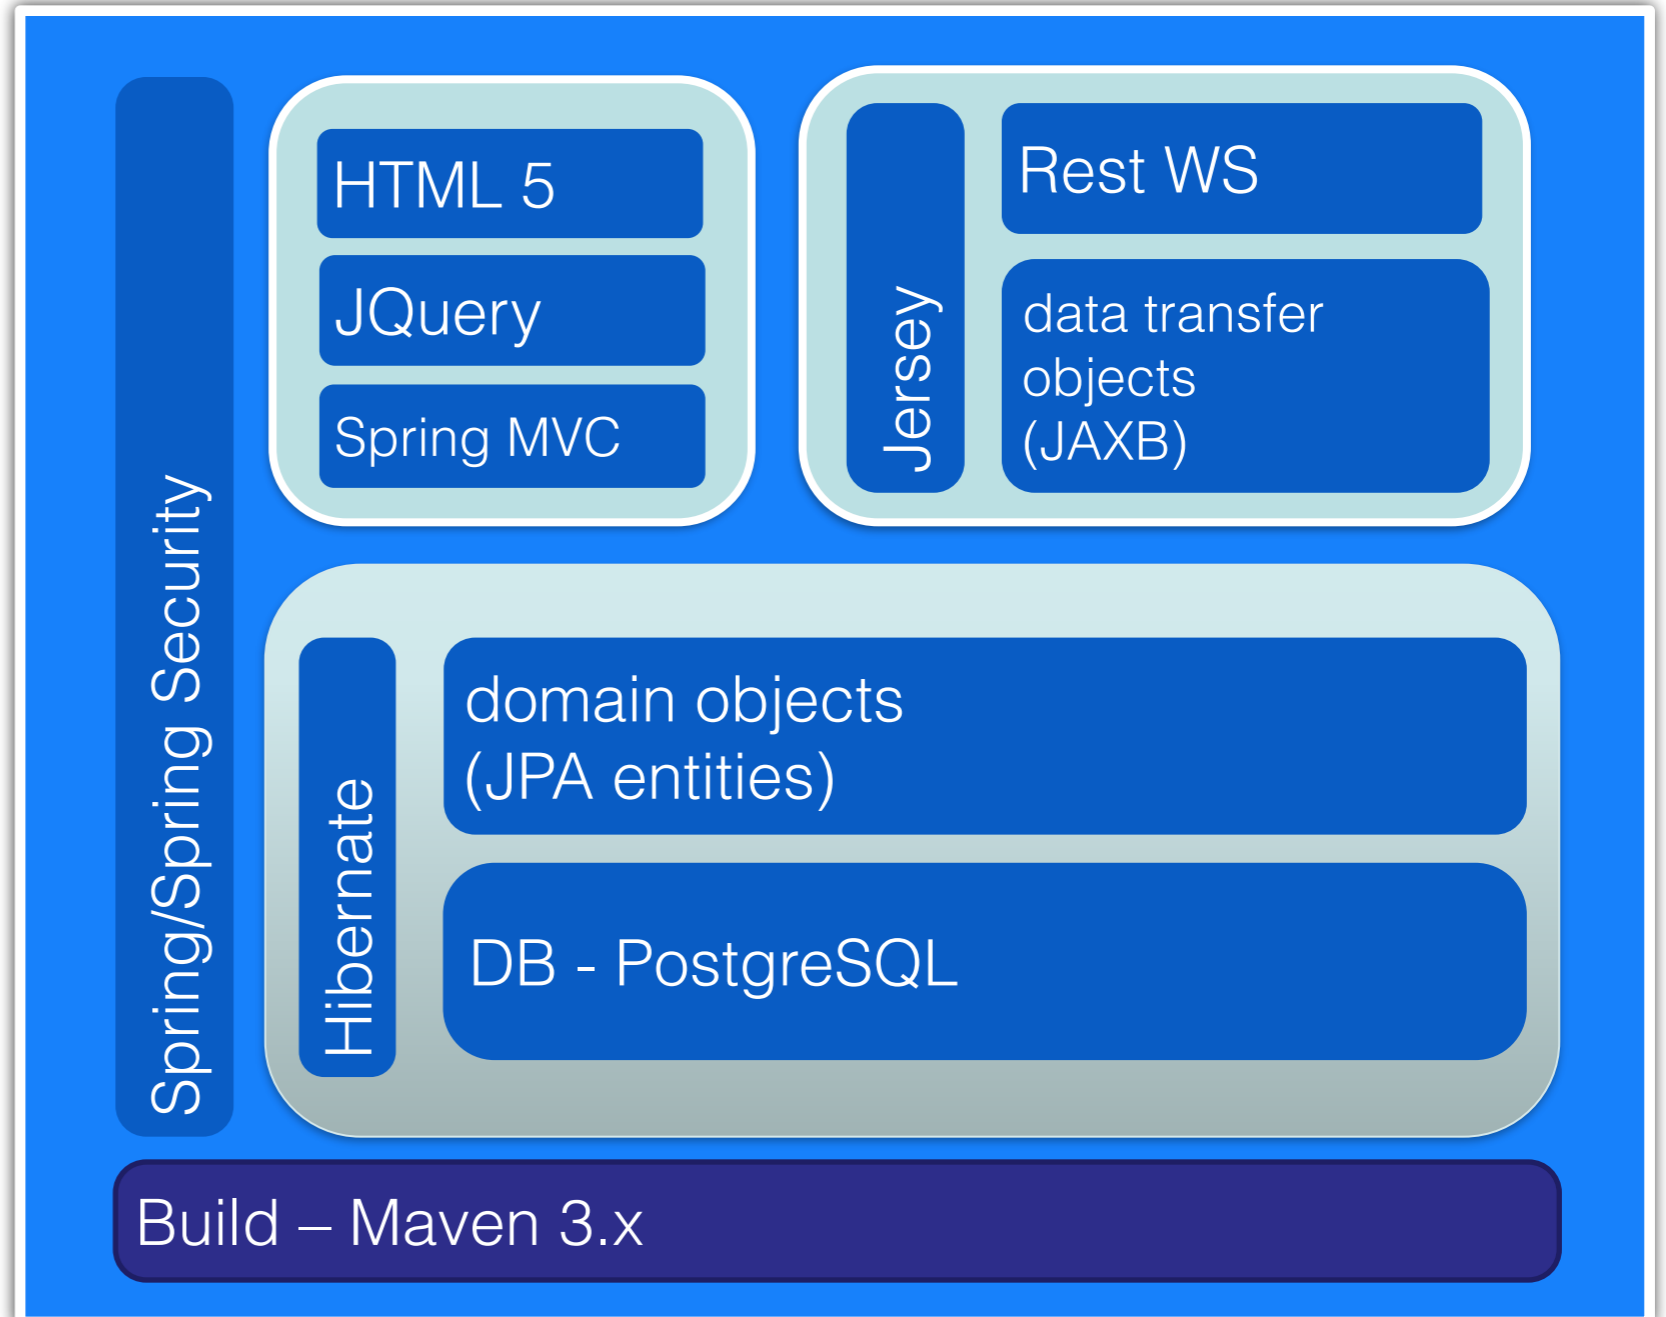 Spring/Spring Security
HTML 5
JQuery
Spring MVC
Jersey
Rest WS
data transfer
objects
(JAXB)
Hibernate
domain objects
(JPA entities)
DB - PostgreSQL
Build – Maven 3.x